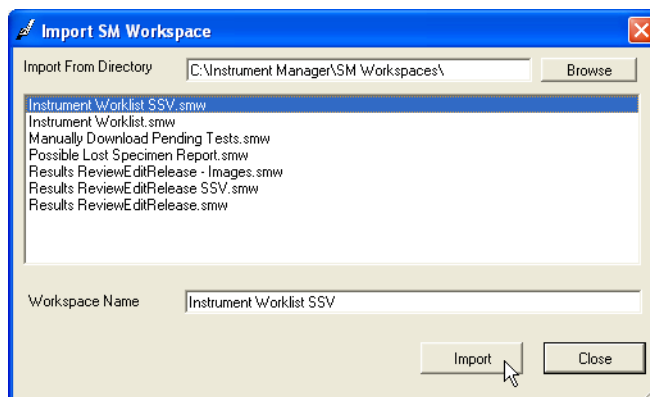 Import SM Workspace
Import From Directory C:\Instrument Manager\SM Workspaces\ Browse
Instrument Worklist SSV.smw
Instrument Worklist.smw
Manually Download Pending Tests.smw
Possible Lost Specimen Report.smw
Results ReviewEditRelease - Images.smw
Results ReviewEditRelease SSV.smw
Results ReviewEditRelease.smw
Workspace Name Instrument Worklist SSV
Import Close